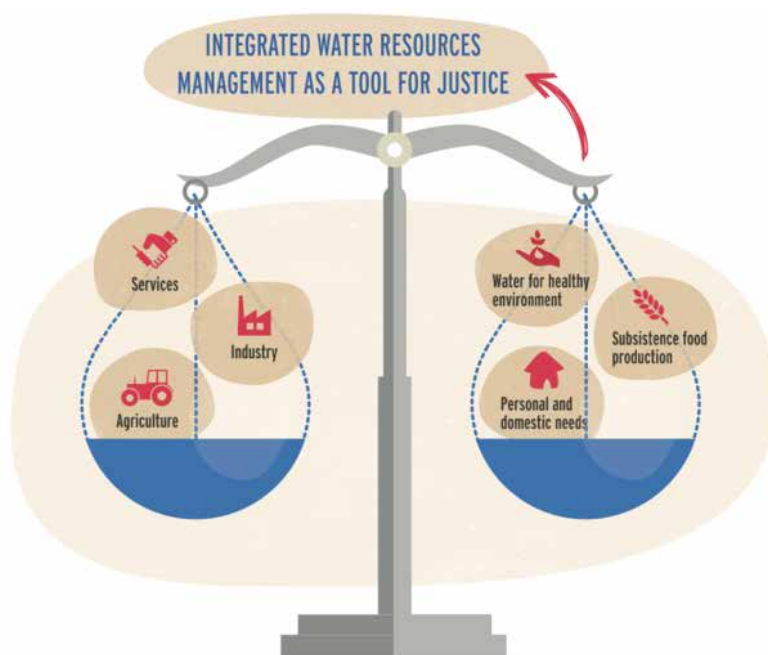 INTEGRATED WATER RESOURCES
MANAGEMENT AS A TOOL FOR JUSTICE
Services
Industry
Agriculture
Water for healthy
environment
Subsistence food
production
Personal and
domestic needs